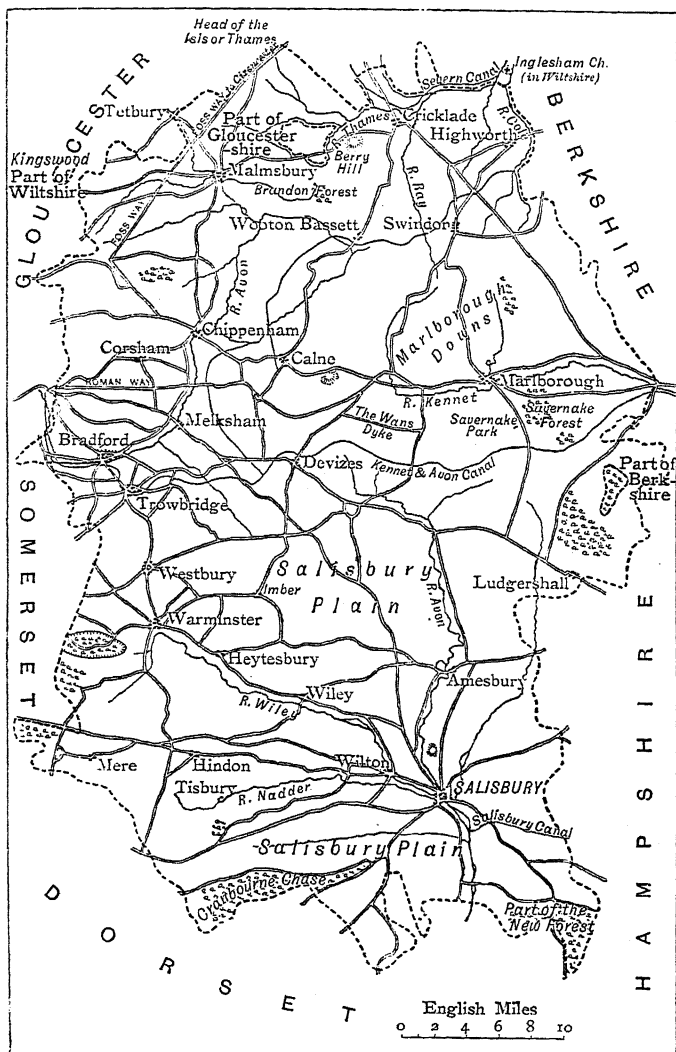 Head of the
Isls or Thames
Inglesham Ch.
(in Wiltshire)
Severn Canal
GLOUCESTER
BERKSHIRE
Tetbury
Part of
Gloucester
shire
Thames
Cricklade
Highworth
R. Cole
Kingswood
Part of
Wiltshire
Malmsbury
Berry
Hill
Brandon Forest
R. Ray
FOSS WAY
Wooton Bassett
Swindon
R. Avon
Marlborough
Downs
Chippenham
Corsham
Calne
ROMAN WAY
R. Kennet
Marlborough
Melksham
The Wans
Dyke
Savernake
Park
Savernake
Forest
Bradford
Devizes
Kennet & Avon Canal
Part of
Berk-
shire
SOMERSET
Trowbridge
Westbury
Salisbury
Plain
Imber
R. Avon
Ludgershall
Warminster
Heytesbury
Amesbury
HAMPSHIRE
R. Wiley
Wiley
Mere
Hindon
Wilton
Tisbury
R. Nadder
SALISBURY
Salisbury Canal
Salisbury Plain
Cranbourne Chase
Part of the
New Forest
DORSET
English Miles
0 2 4 6 8 10